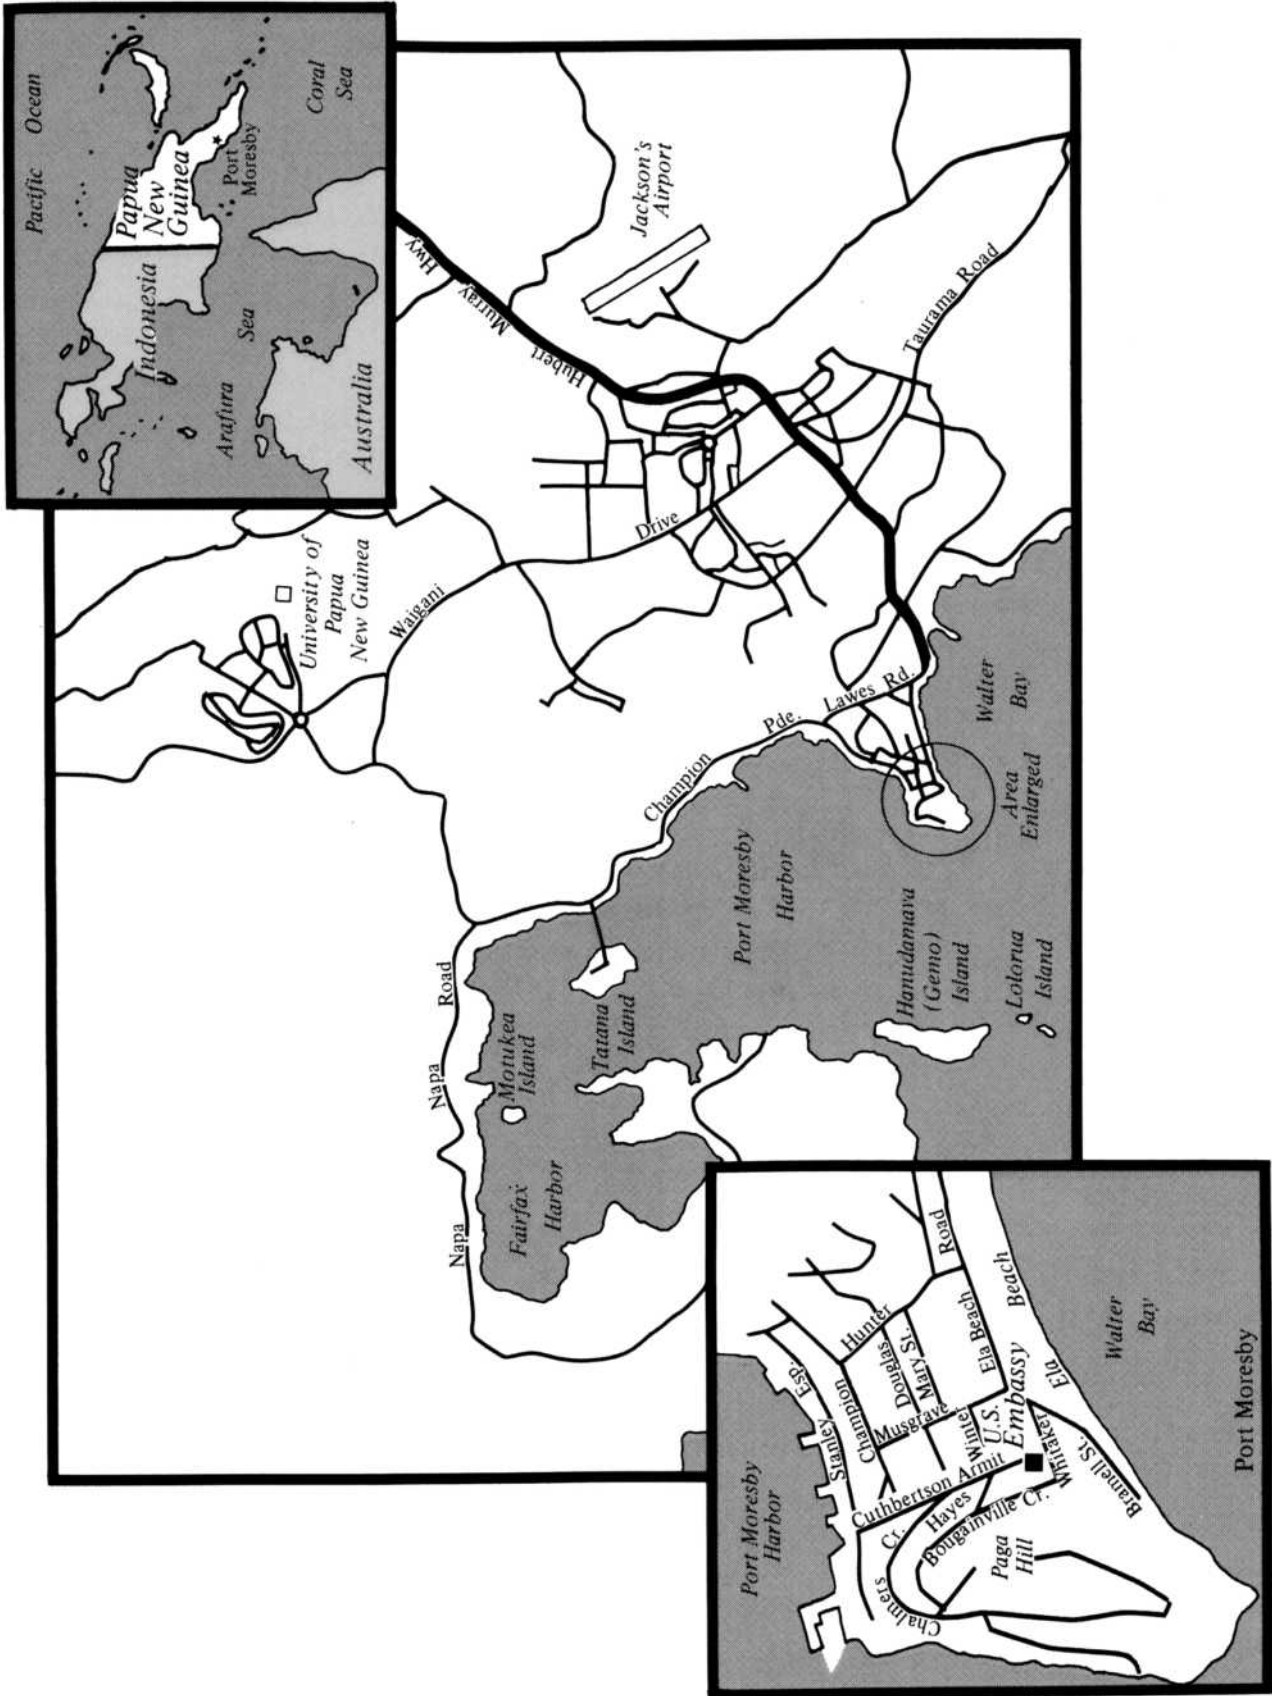 Pacific Ocean
Papua
New
Guinea
Port
Moresby
Coral
Sea
Indonesia
Arafura
Sea
Australia
Hubert Murray Hwy
Jackson's
Airport
Taurama Road
University of
Papua
New Guinea
Waigani Drive
Champion Pde.
Lawes Rd.
Walter
Bay
Area
Enlarged
Port Moresby
Harbor
Hanudamava
(Gemo)
Island
Lolorua
Island
Tatana
Island
Motukea
Island
Fairfax
Harbor
Napa Napa Road
Port Moresby
Harbor
Stanley Esp.
Champion
Hunter
Douglas
Mary St.
Musgrave
Winter
Ela Beach Road
Cuthbertson Armit
U.S.
Embassy
Whitaker
Bramell St.
Ela Beach
Chalmers Cr.
Hayes
Bougainville Cr.
Paga
Hill
Walter
Bay
Port Moresby